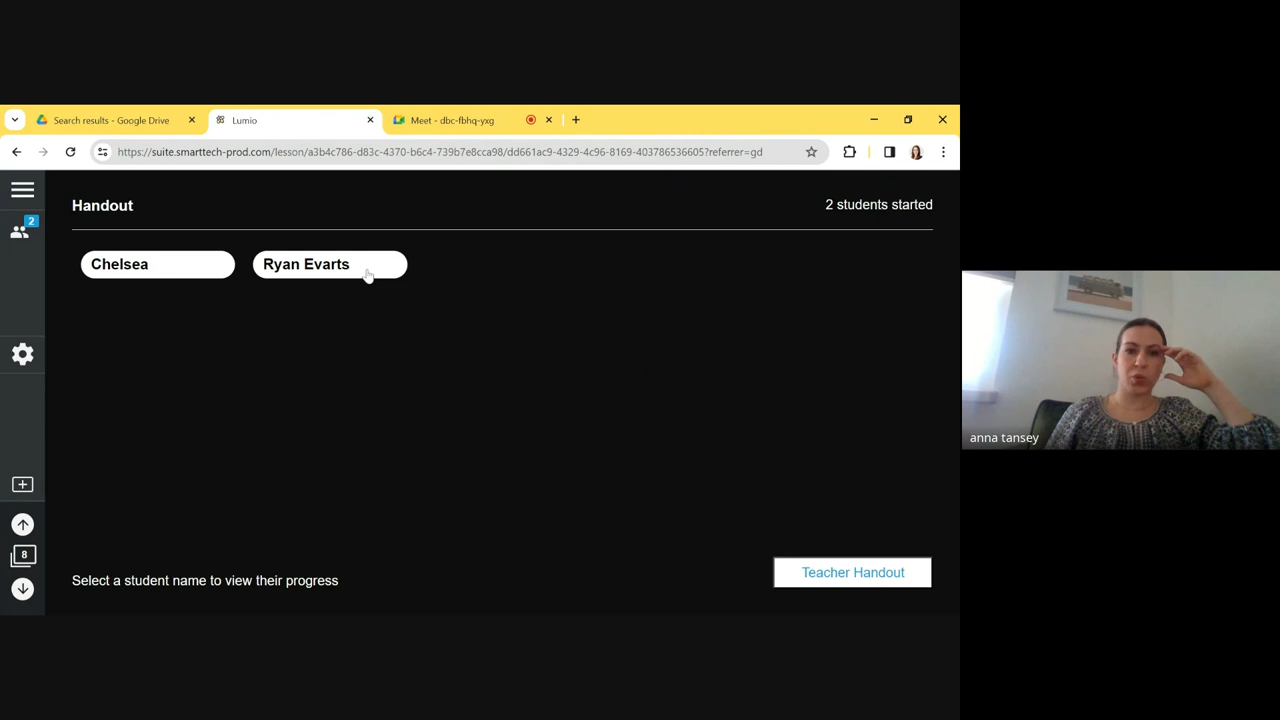 Search results - Google Drive
Lumio
Meet - dbc-fbhq-yxg
https://suite.smarttech-prod.com/lesson/a3b4c786-d83c-4370-b6c4-739b7e8cca98/dd661ac9-4329-4c96-8169-403786536605?referrer=gd
Handout
2 students started
2
Chelsea
Ryan Evarts
anna tansey
8
Select a student name to view their progress
Teacher Handout